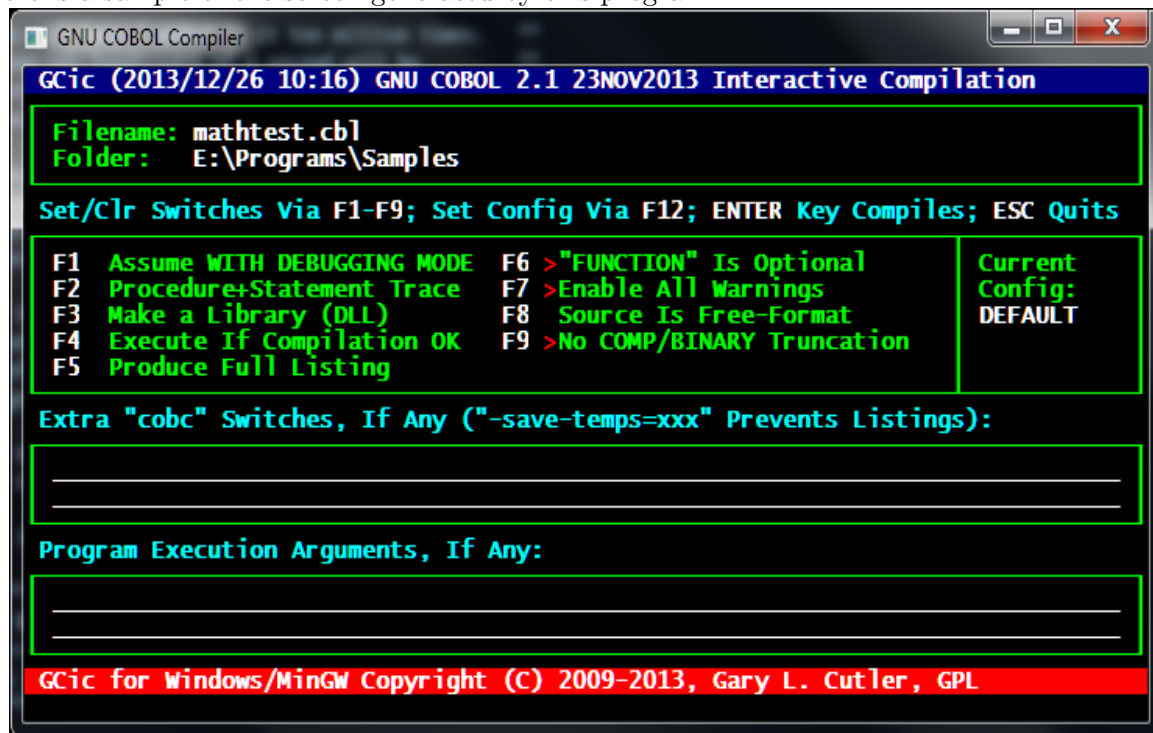 GNU COBOL Compiler
GCic (2013/12/26 10:16) GNU COBOL 2.1 23NOV2013 Interactive Compilation
Filename: mathtest.cbl
Folder: E:\Programs\Samples
Set/Clr Switches Via F1-F9; Set Config Via F12; ENTER Key Compiles; ESC Quits
F1 Assume WITH DEBUGGING MODE F6 >"FUNCTION" Is Optional Current
F2 Procedure+Statement Trace F7 >Enable All Warnings Config:
F3 Make a Library (DLL) F8 Source Is Free-Format DEFAULT
F4 Execute If Compilation OK F9 >No COMP/BINARY Truncation
F5 Produce Full Listing
Extra "cobc" Switches, If Any ("-save-temps=xxx" Prevents Listings):
Program Execution Arguments, If Any:
GCic for Windows/MinGW Copyright (C) 2009-2013, Gary L. Cutler, GPL